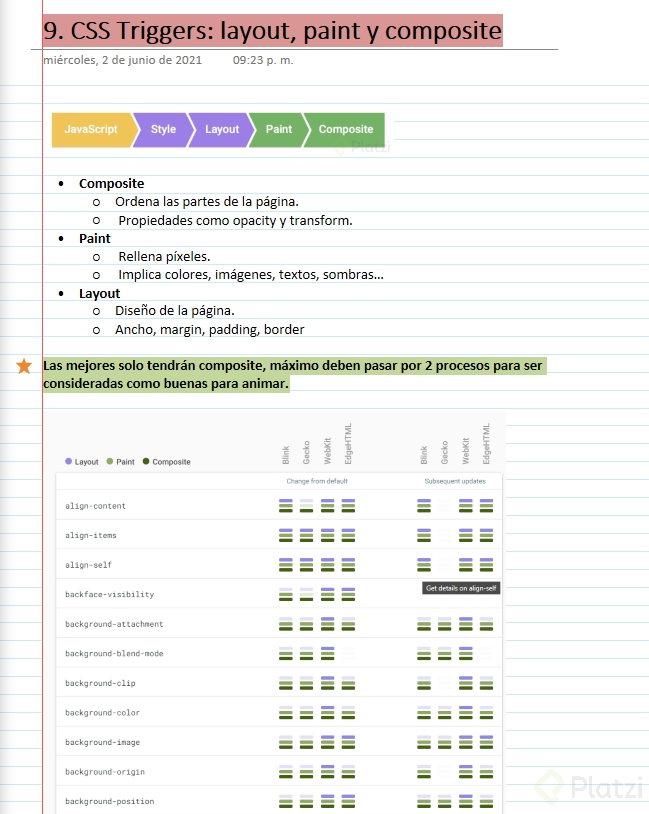 9. CSS Triggers: layout, paint y composite
miércoles, 2 de junio de 2021 09:23 p. m.
JavaScript Style Layout Paint Composite
Platzi
• Composite
o Ordena las partes de la página.
o Propiedades como opacity y transform.
• Paint
o Rellena píxeles.
o Implica colores, imágenes, textos, sombras...
• Layout
o Diseño de la página.
o Ancho, margin, padding, border
Las mejores solo tendrán composite, máximo deben pasar por 2 procesos para ser
consideradas como buenas para animar.
Layout Paint Composite
Blink Gecko WebKit EdgeHTML Blink Gecko WebKit EdgeHTML
Change from default Subsequent updates
align-content
align-items
align-self
Get details on align-self
backface-visibility
background-attachment
background-blend-mode
background-clip
background-color
background-image
background-origin
background-position
Platzi